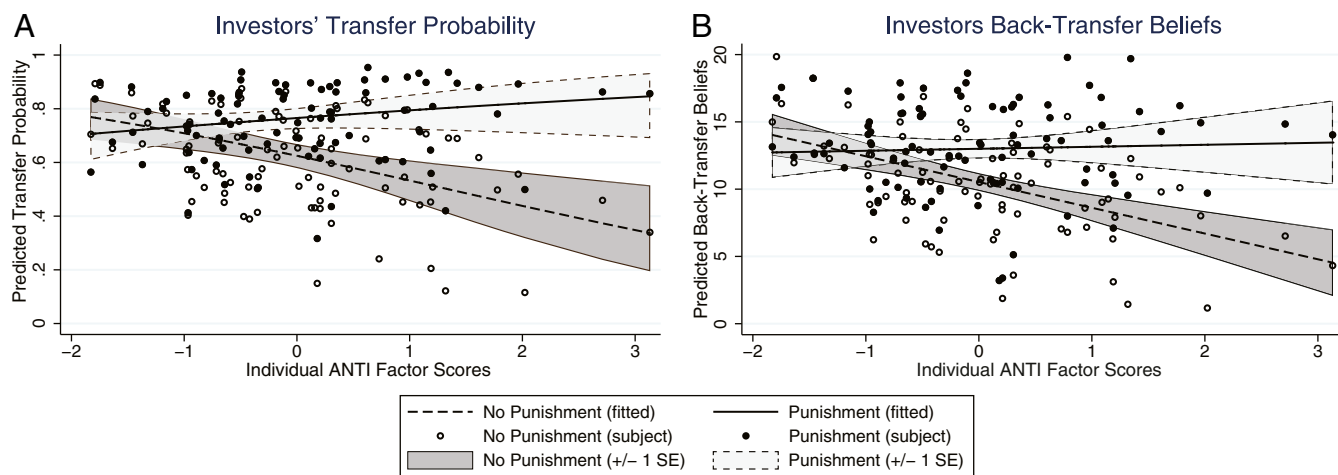 A
Investors' Transfer Probability
Predicted Transfer Probability
1
.8
.6
.4
.2
0
−2 −1 0 1 2 3
Individual ANTI Factor Scores
B
Investors Back-Transfer Beliefs
Predicted Back-Transfer Beliefs
20
15
10
5
0
−2 −1 0 1 2 3
Individual ANTI Factor Scores
No Punishment (fitted) Punishment (fitted)
No Punishment (subject) Punishment (subject)
No Punishment (+/− 1 SE) Punishment (+/− 1 SE)